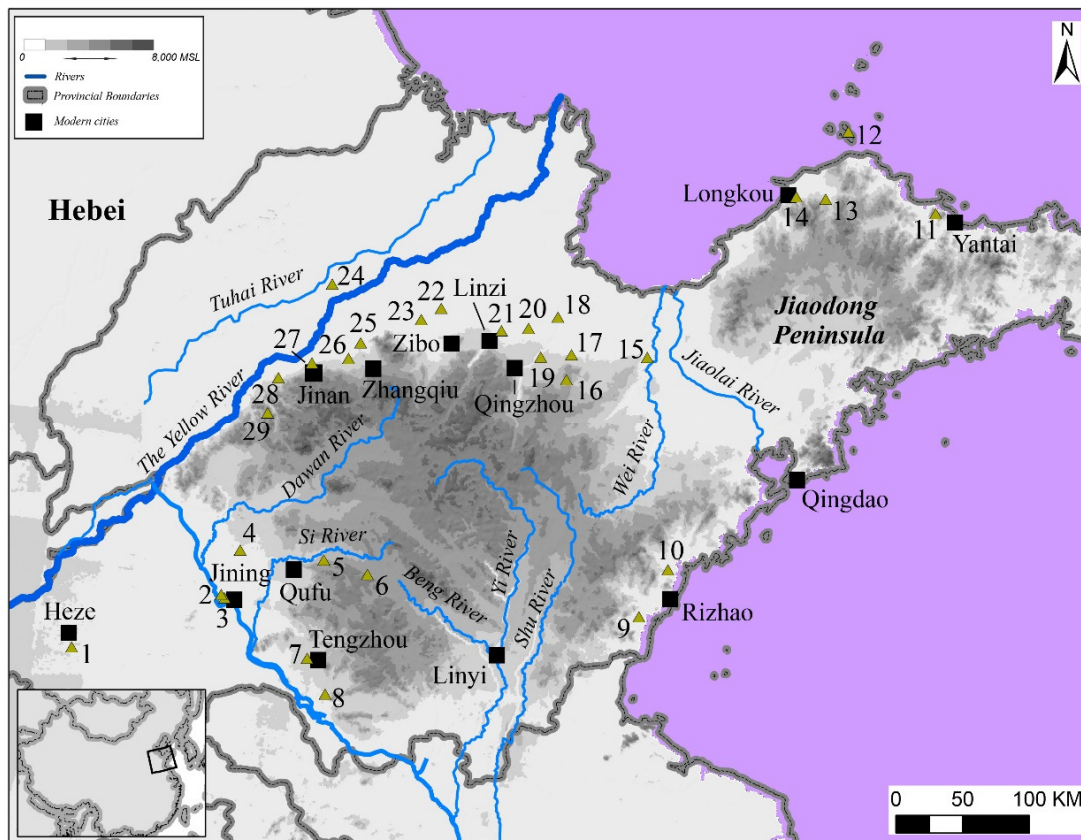 0
8,000 MSL
Rivers
Provincial Boundaries
Modern cities
N
12
Hebei
Longkou
14
13
11
Yantai
Tuhai River
24
Jiaodong
Peninsula
22
Linzi
23
21
20
18
27
26
25
Zibo
17
15
Jiaolai River
The Yellow River
28
Jinan
Zhangqiu
19
16
Qingzhou
29
Dawan River
Wei River
Qingdao
4
Si River
Jining
5
Yi River
10
2
Qufu
6
Beng River
Shu River
3
Rizhao
Heze
9
1
7
Tengzhou
Linyi
8
0
50
100 KM